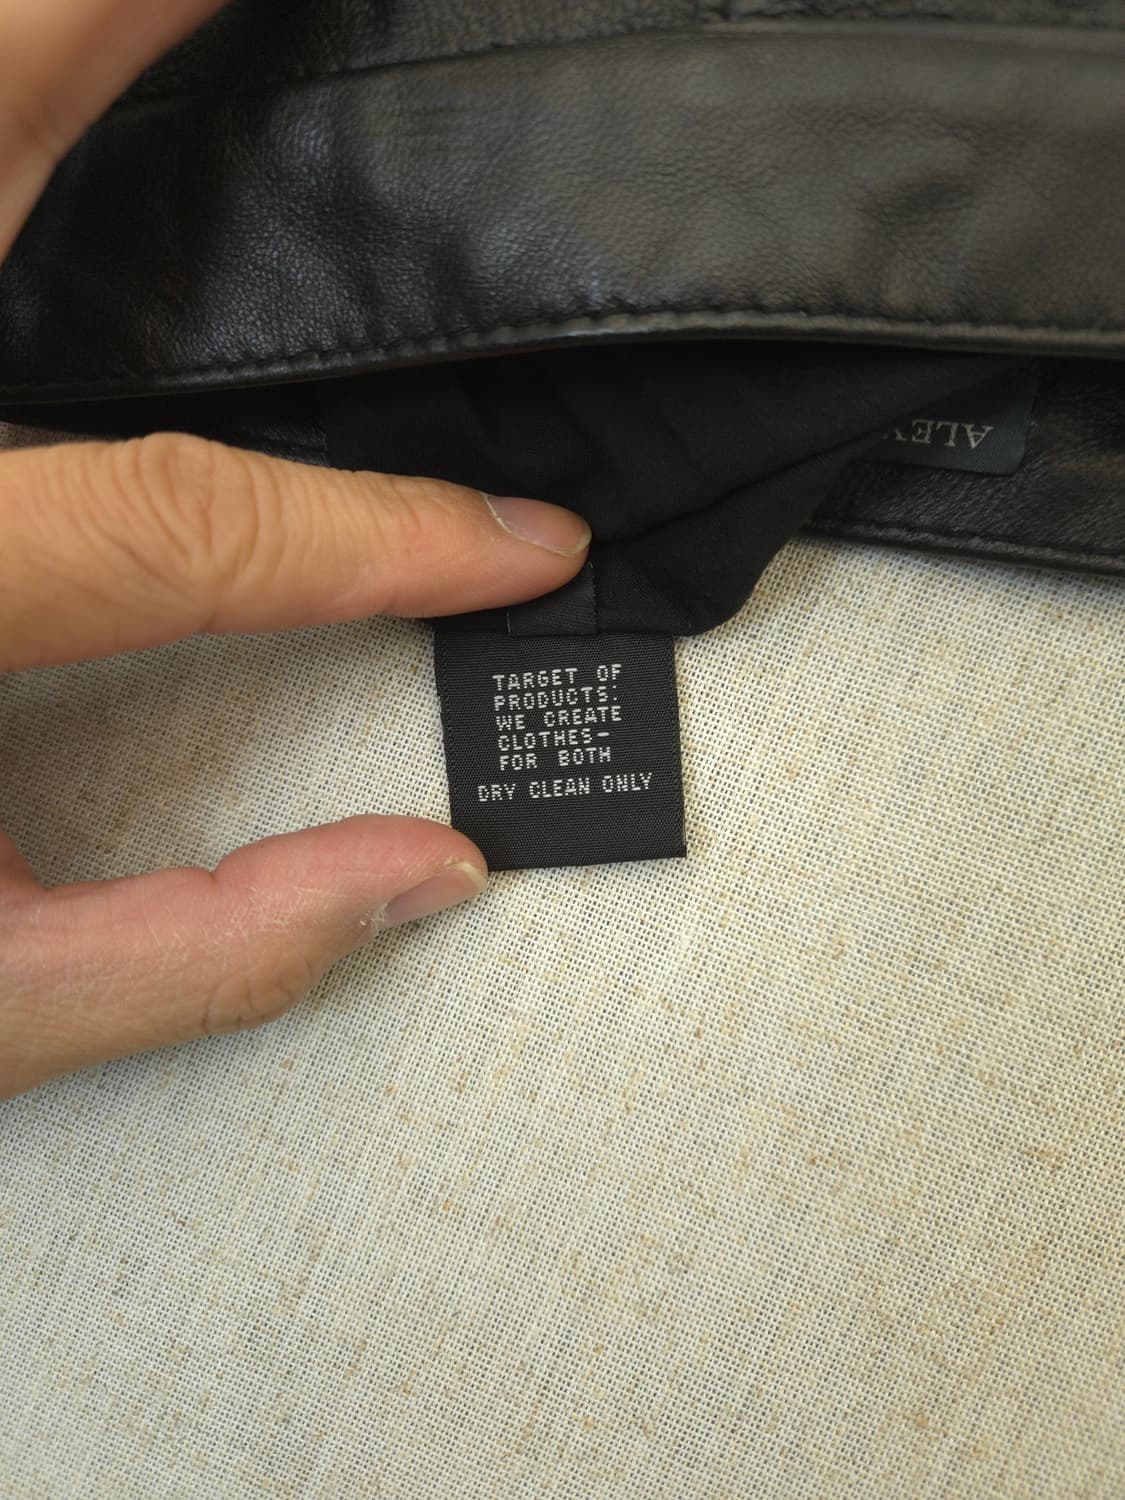 TARGET OF
PRODUCTS:
WE CREATE
CLOTHES-
FOR BOTH
DRY CLEAN ONLY